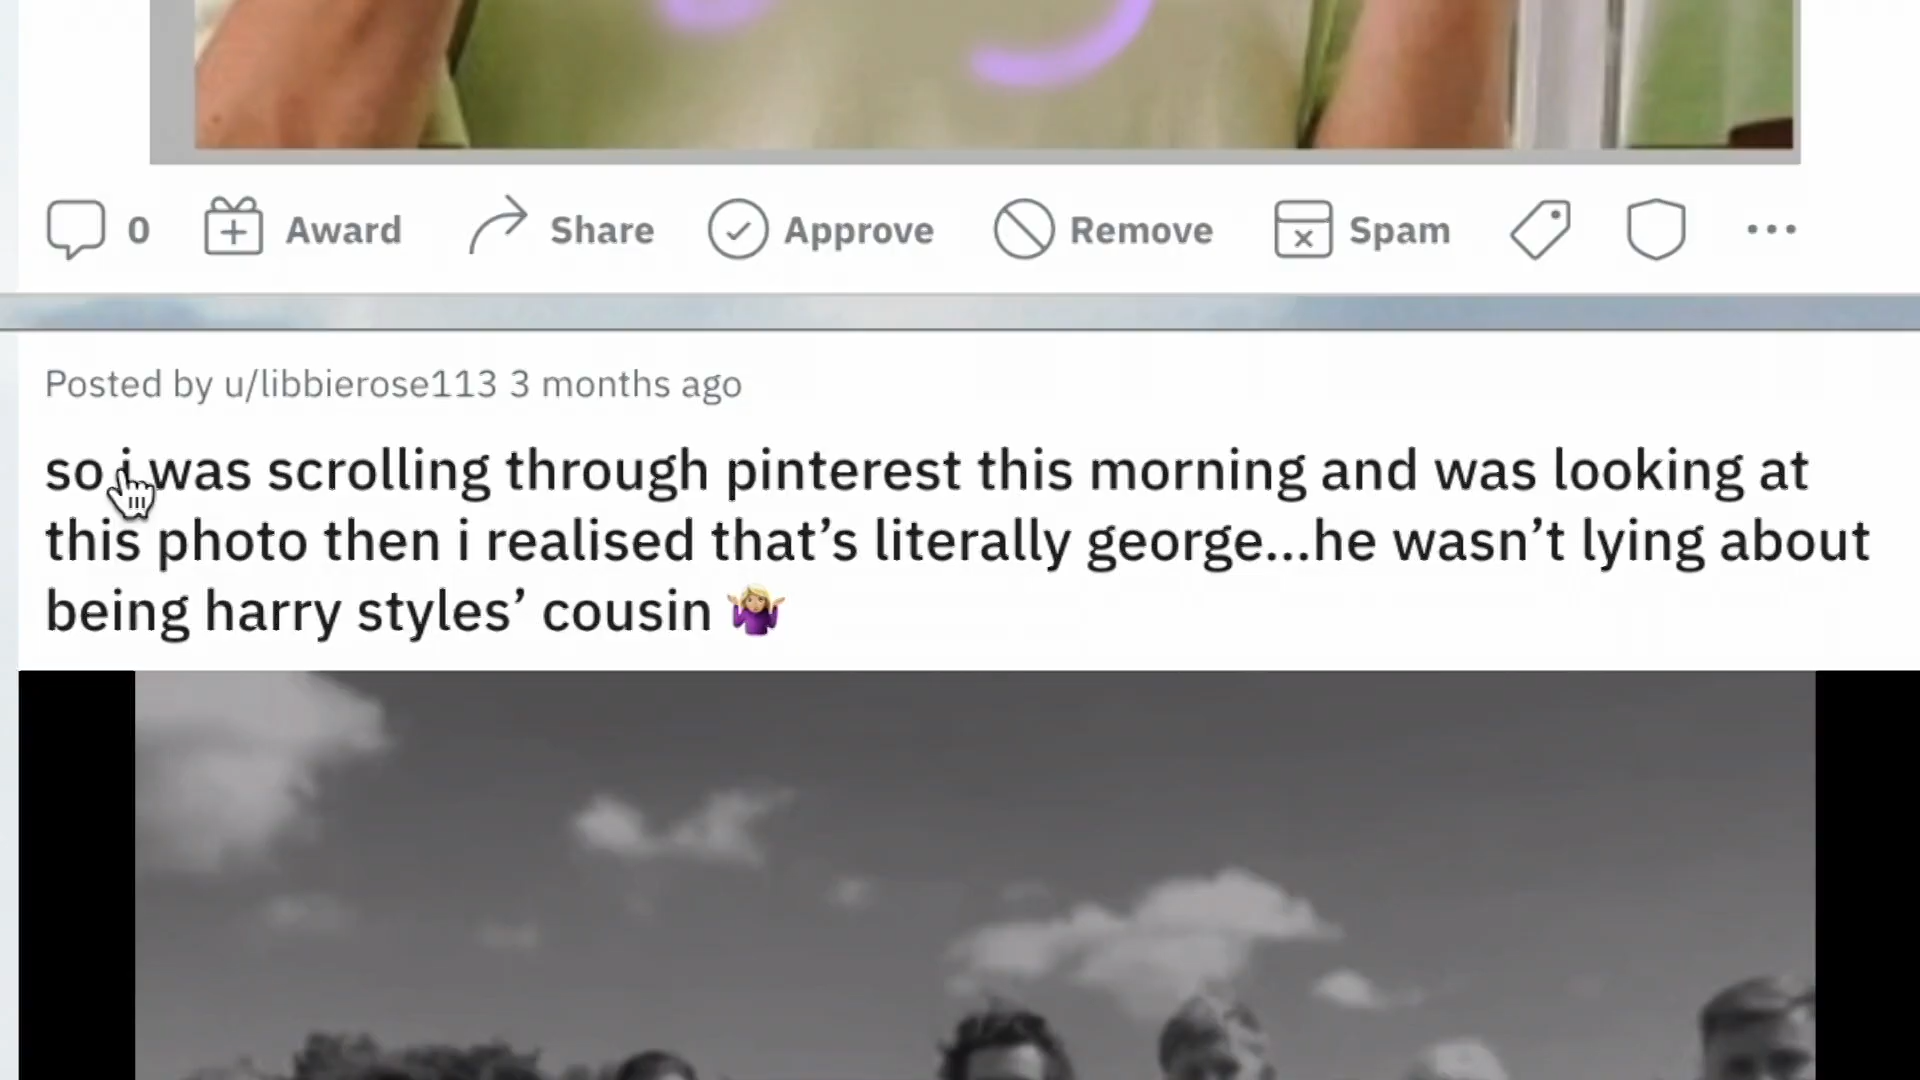 0 Award Share Approve Remove Spam
Posted by u/libbierose113 3 months ago
so i was scrolling through pinterest this morning and was looking at
this photo then i realised that’s literally george...he wasn’t lying about
being harry styles’ cousin 🤷🏼‍♀️